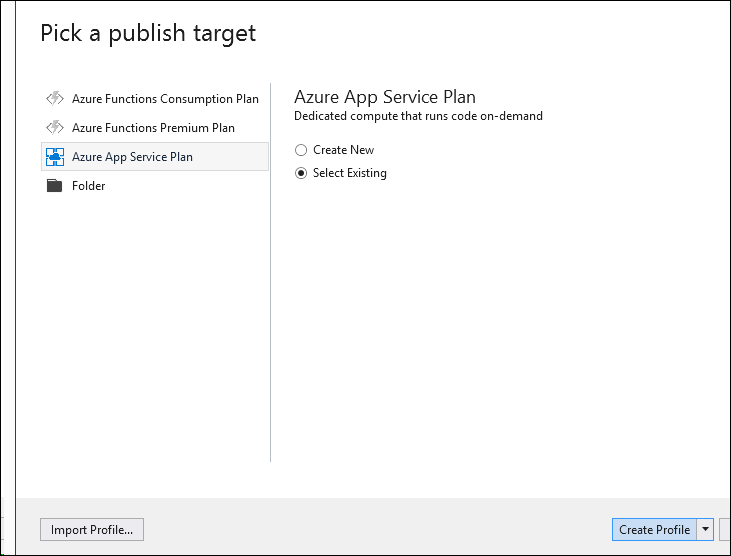 Pick a publish target
Azure Functions Consumption Plan
Azure Functions Premium Plan
Azure App Service Plan
Folder
Azure App Service Plan
Dedicated compute that runs code on-demand
Create New
Select Existing
Import Profile...
Create Profile